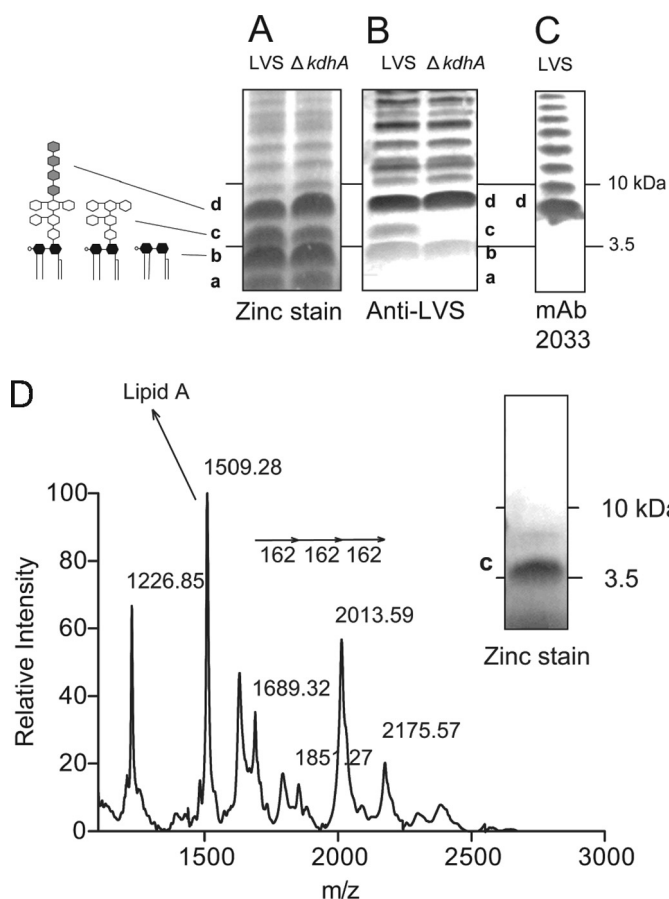 A B C
LVS Δ kdhA LVS Δ kdhA LVS
10 kDa
d d d
c c
3.5
b b
a a
Zinc stain Anti-LVS mAb
2033
D
Lipid A
1509.28
100
10 kDa
162 162 162
80
c
3.5
1226.85
2013.59
60
Zinc stain
Relative Intensity
1689.32
2175.57
40
1851.27
20
0
1500 2000 2500 3000
m/z